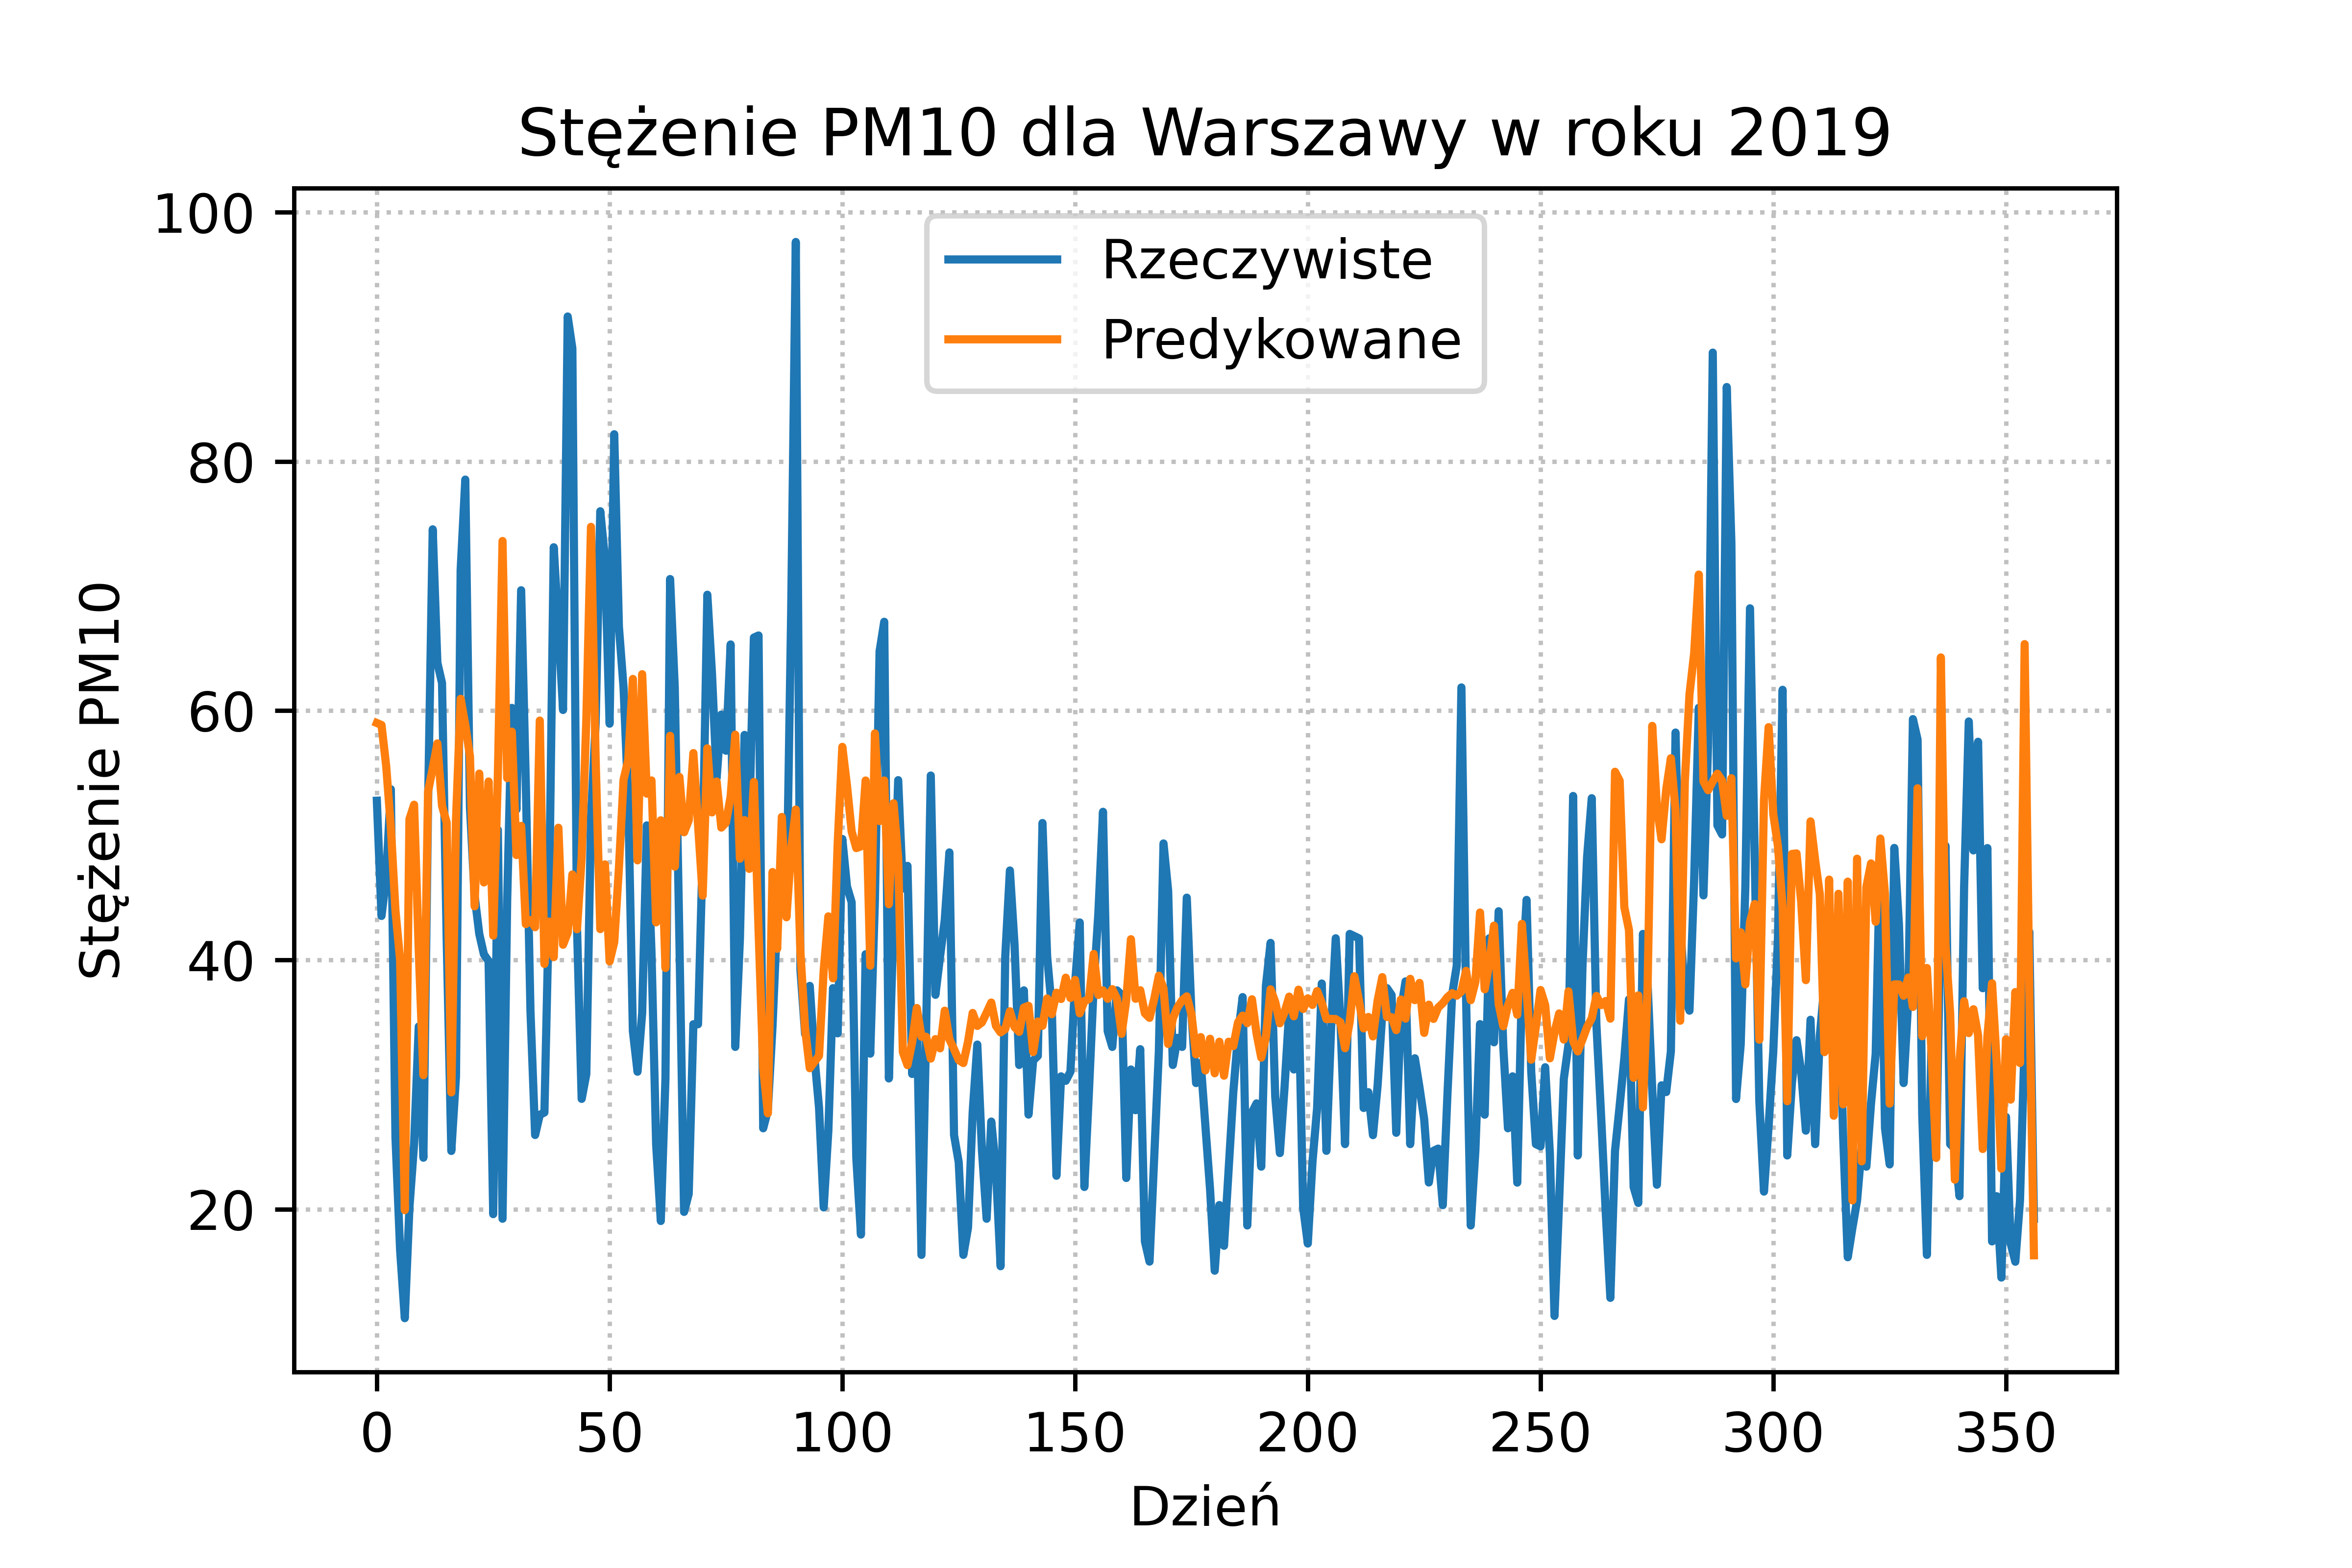 Stężenie PM10 dla Warszawy w roku 2019
100
80
60
40
20
Stężenie PM10
Rzeczywiste
Predykowane
0 50 100 150 200 250 300 350
Dzień